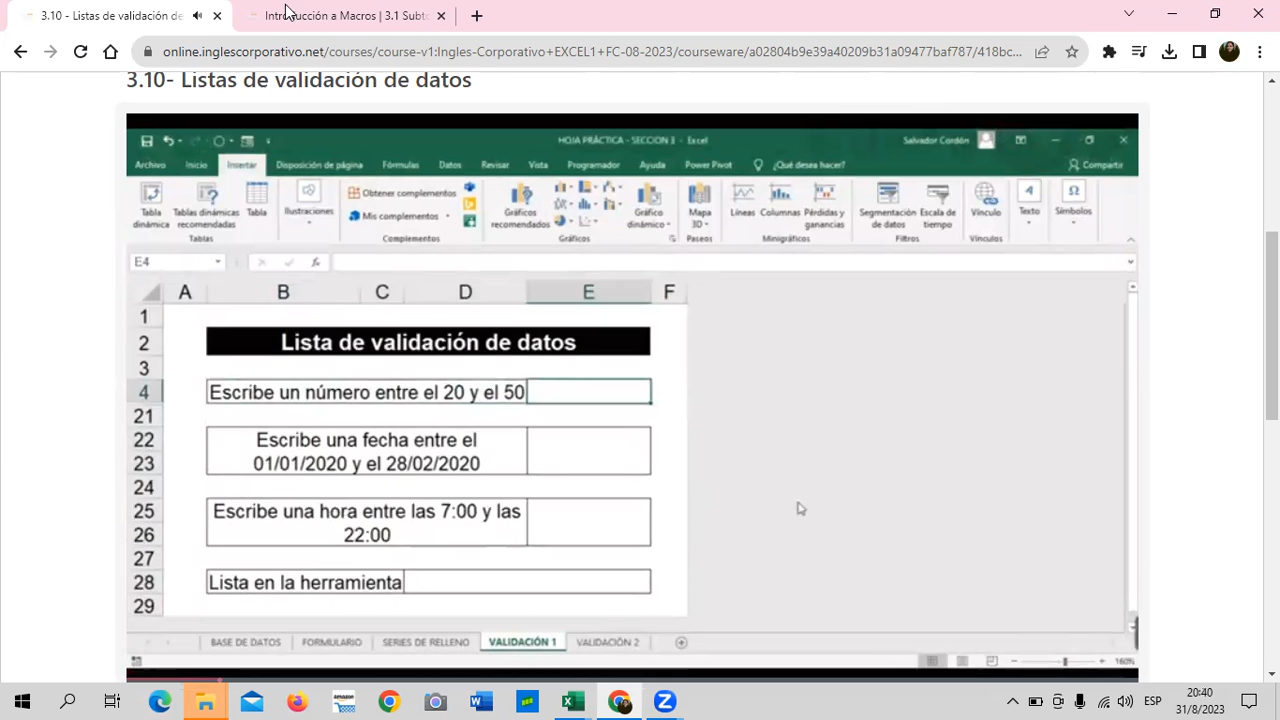 3.10 - Listas de validación de
Introducción a Macros | 3.1 Subt
online.inglescorporativo.net/courses/course-v1:Ingles-Corporativo+EXCEL1+FC-08-2023/courseware/a02804b9e39a40209b31a09477baf787/418bc...
3.10- Listas de validación de datos
HOJA PRÁCTICA - SECCION 3 - Excel
Salvador Cordón
Archivo Inicio Insertar Disposición de página Fórmulas Datos Revisar Vista Programador Ayuda Power Pivot ¿Qué desea hacer? Compartir
Tabla dinámica
Tablas dinámicas recomendadas
Tabla
Tablas
Ilustraciones
Obtener complementos
Mis complementos
Complementos
Gráficos recomendados
Gráfico dinámico
Gráficos
Mapa 3D
Paseos
Líneas
Columnas
Pérdidas y ganancias
Minigráficos
Segmentación de datos
Escala de tiempo
Filtros
Vínculo
Vínculos
Texto
Símbolos
E4
fx
A B C D E F
1
2 Lista de validación de datos
3
4 Escribe un número entre el 20 y el 50
21
22 Escribe una fecha entre el
23 01/01/2020 y el 28/02/2020
24
25 Escribe una hora entre las 7:00 y las
26 22:00
27
28 Lista en la herramienta
29
BASE DE DATOS FORMULARIO SERIES DE RELLENO VALIDACIÓN 1 VALIDACIÓN 2
160%
ESP
20:40
31/8/2023